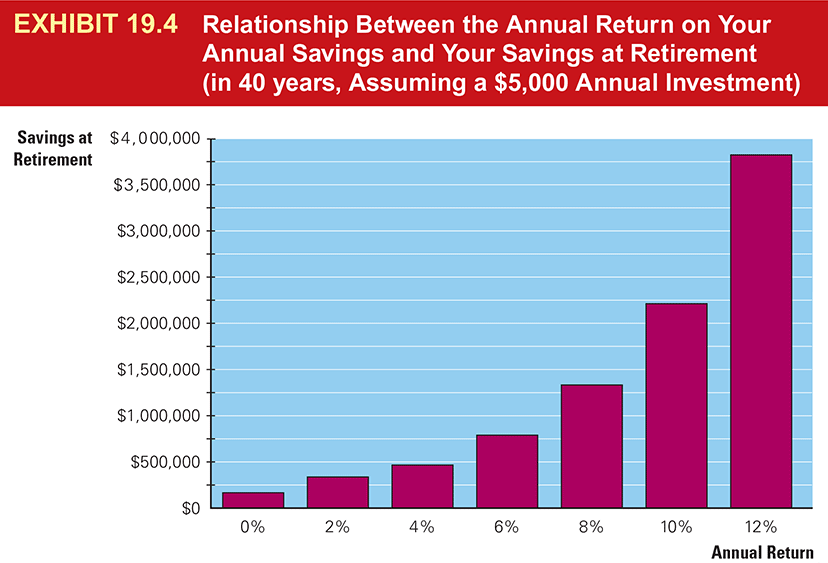 EXHIBIT 19.4 Relationship Between the Annual Return on Your
Annual Savings and Your Savings at Retirement
(in 40 years, Assuming a $5,000 Annual Investment)
Savings at
Retirement
$4,000,000
$3,500,000
$3,000,000
$2,500,000
$2,000,000
$1,500,000
$1,000,000
$500,000
$0
0% 2% 4% 6% 8% 10% 12%
Annual Return